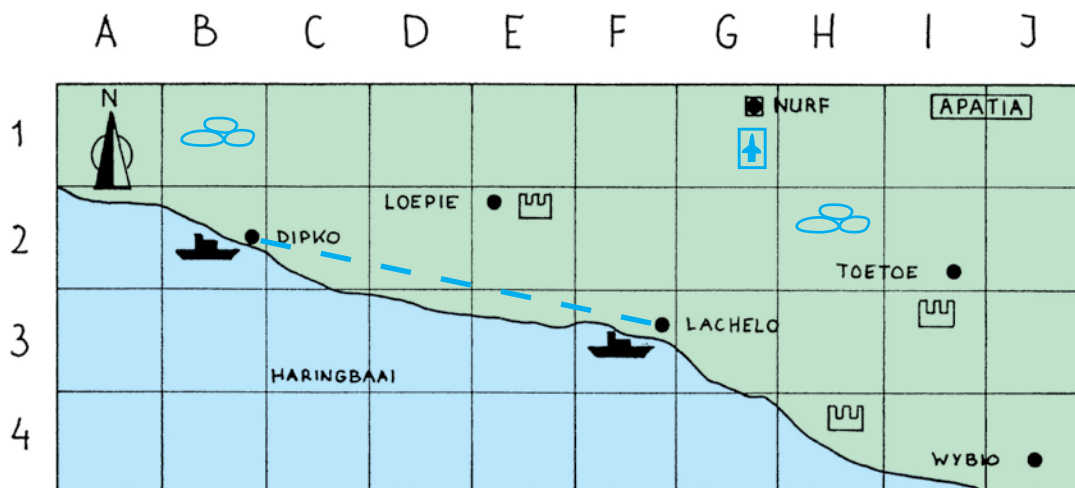 A B C D E F G H I J
N
1
NURF
APATIA
LOEPIE
2
DIPKO
TOETOE
3
LACHELO
HARINGBAAI
4
WYBIO